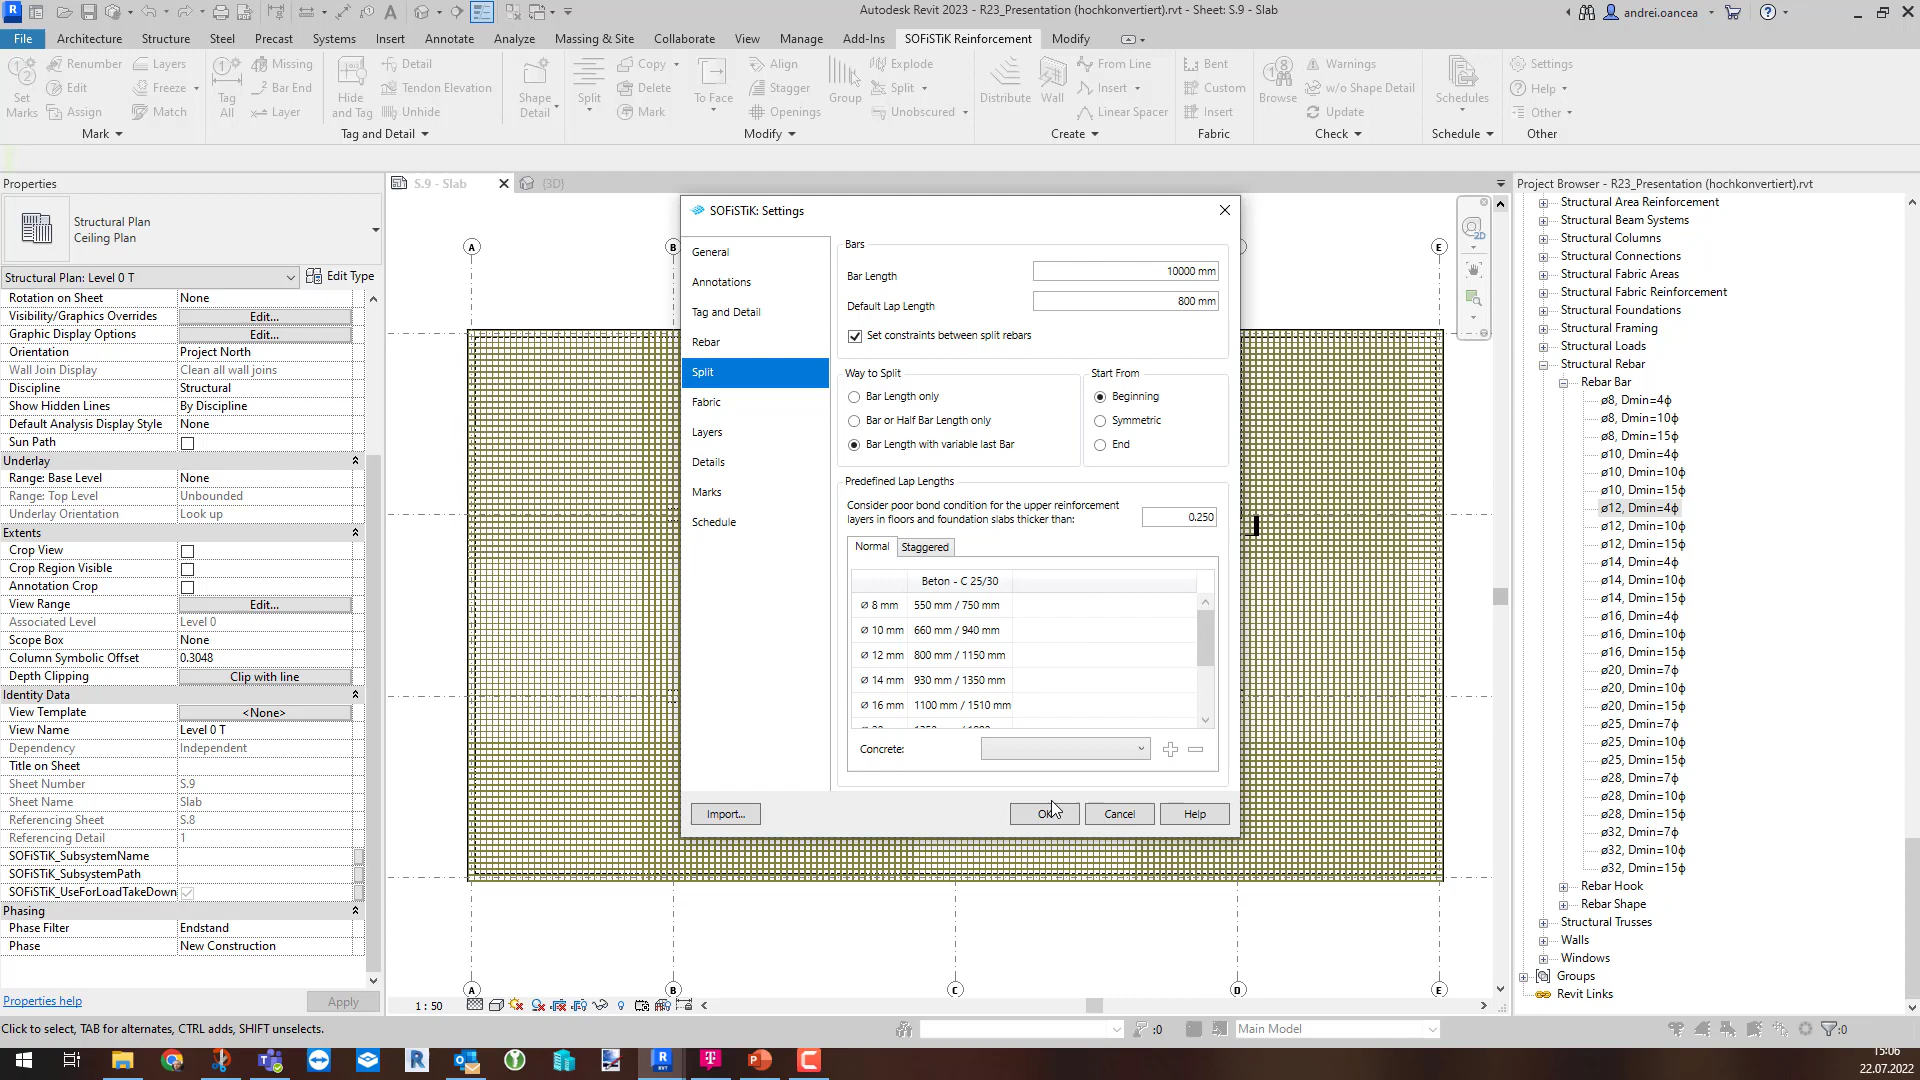 Autodesk Revit 2023 - R23_Presentation (hochkonvertiert).rvt - Sheet: S.9 - Slab
andrei.oancea
File Architecture Structure Steel Precast Systems Insert Annotate Analyze Massing & Site Collaborate View Manage Add-Ins SOFiSTiK Reinforcement Modify
Set Marks
Renumber
Edit
Assign
Layers
Freeze
Match
Mark
Tag All
Missing
Bar End
Layer
Hide and Tag
Detail
Tendon Elevation
Unhide
Tag and Detail
Shape Detail
Split
Copy
Delete
Mark
To Face
Align
Stagger
Openings
Group
Explode
Split
Unobscured
Modify
Distribute
Wall
From Line
Insert
Linear Spacer
Create
Bent
Custom
Insert
Fabric
Browse
Warnings
w/o Shape Detail
Update
Check
Schedules
Schedule
Settings
Help
Other
Other
Properties
Structural Plan
Ceiling Plan
Structural Plan: Level 0 T
Edit Type
Rotation on Sheet None
Visibility/Graphics Overrides Edit...
Graphic Display Options Edit...
Orientation Project North
Wall Join Display Clean all wall joins
Discipline Structural
Show Hidden Lines By Discipline
Default Analysis Display Style None
Sun Path
Underlay
Range: Base Level None
Range: Top Level Unbounded
Underlay Orientation Look up
Extents
Crop View
Crop Region Visible
Annotation Crop
View Range Edit...
Associated Level Level 0
Scope Box None
Column Symbolic Offset 0.3048
Depth Clipping Clip with line
Identity Data
View Template <None>
View Name Level 0 T
Dependency Independent
Title on Sheet
Sheet Number S.9
Sheet Name Slab
Referencing Sheet S.8
Referencing Detail 1
SOFiSTiK_SubsystemName
SOFiSTiK_SubsystemPath
SOFiSTiK_UseForLoadTakeDown
Phasing
Phase Filter Endstand
Phase New Construction
Properties help
Apply
S.9 - Slab
{3D}
A B E
A B C D E
2D
SOFiSTiK: Settings
General
Annotations
Tag and Detail
Rebar
Split
Fabric
Layers
Details
Marks
Schedule
Bars
Bar Length 10000 mm
Default Lap Length 800 mm
Set constraints between split rebars
Way to Split
Bar Length only
Bar or Half Bar Length only
Bar Length with variable last Bar
Start From
Beginning
Symmetric
End
Predefined Lap Lengths
Consider poor bond condition for the upper reinforcement
layers in floors and foundation slabs thicker than: 0.250
Normal Staggered
Beton - C 25/30
∅ 8 mm 550 mm / 750 mm
∅ 10 mm 660 mm / 940 mm
∅ 12 mm 800 mm / 1150 mm
∅ 14 mm 930 mm / 1350 mm
∅ 16 mm 1100 mm / 1510 mm
Concrete:
Import... OK Cancel Help
1 : 50
Project Browser - R23_Presentation (hochkonvertiert).rvt
Structural Area Reinforcement
Structural Beam Systems
Structural Columns
Structural Connections
Structural Fabric Areas
Structural Fabric Reinforcement
Structural Foundations
Structural Framing
Structural Loads
Structural Rebar
Rebar Bar
ø8, Dmin=4ϕ
ø8, Dmin=10ϕ
ø8, Dmin=15ϕ
ø10, Dmin=4ϕ
ø10, Dmin=10ϕ
ø10, Dmin=15ϕ
ø12, Dmin=4ϕ
ø12, Dmin=10ϕ
ø12, Dmin=15ϕ
ø14, Dmin=4ϕ
ø14, Dmin=10ϕ
ø14, Dmin=15ϕ
ø16, Dmin=4ϕ
ø16, Dmin=10ϕ
ø16, Dmin=15ϕ
ø20, Dmin=7ϕ
ø20, Dmin=10ϕ
ø20, Dmin=15ϕ
ø25, Dmin=7ϕ
ø25, Dmin=10ϕ
ø25, Dmin=15ϕ
ø28, Dmin=7ϕ
ø28, Dmin=10ϕ
ø28, Dmin=15ϕ
ø32, Dmin=7ϕ
ø32, Dmin=10ϕ
ø32, Dmin=15ϕ
Rebar Hook
Rebar Shape
Structural Trusses
Walls
Windows
Groups
Revit Links
Click to select, TAB for alternates, CTRL adds, SHIFT unselects.
:0
Main Model
:0
15:06
22.07.2022